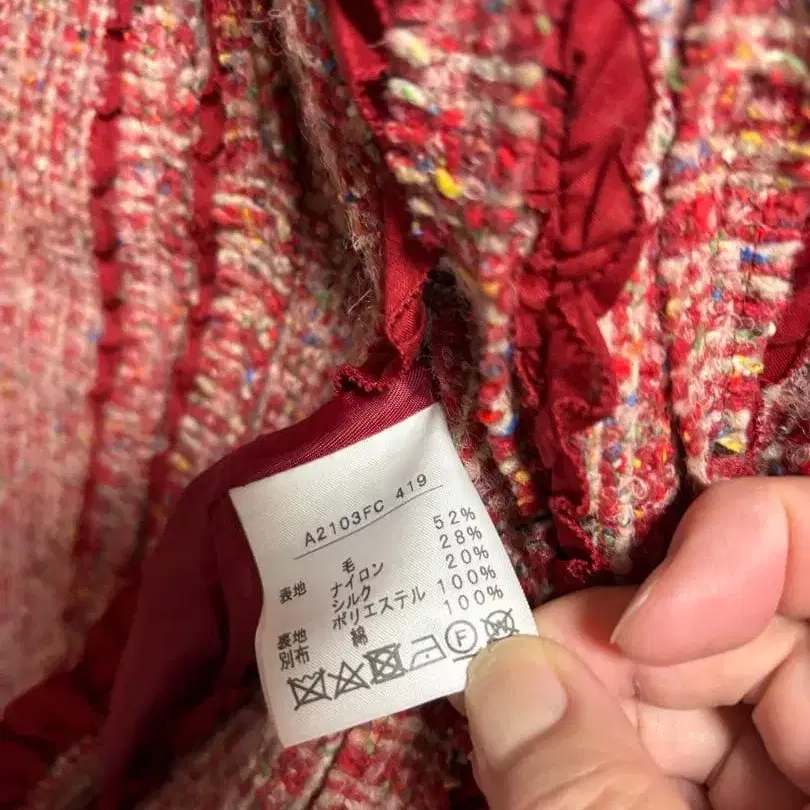 A2103FC 419
表地 毛 52%
ナイロン 28%
シルク 20%
表地 ポリエステル 100%
別布 綿 100%
F